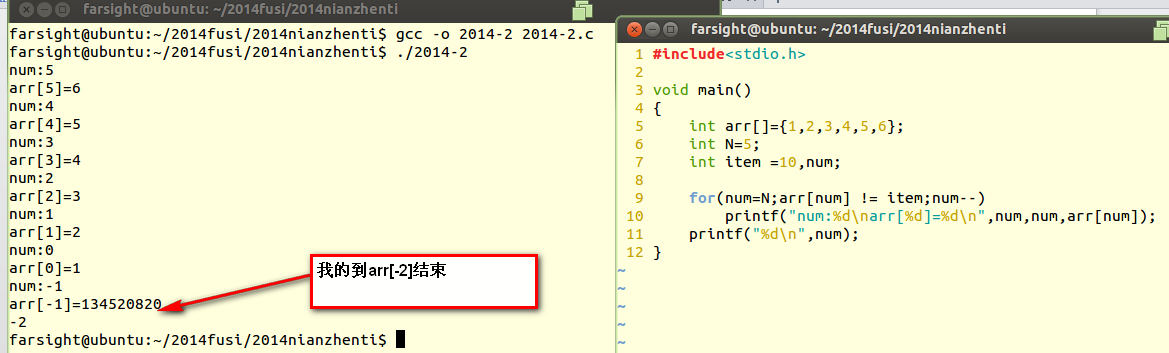 farsight@ubuntu: ~/2014fusi/2014nianzhenti
farsight@ubuntu:~/2014fusi/2014nianzhenti$ gcc -o 2014-2 2014-2.c
farsight@ubuntu:~/2014fusi/2014nianzhenti$ ./2014-2
num:5
arr[5]=6
num:4
arr[4]=5
num:3
arr[3]=4
num:2
arr[2]=3
num:1
arr[1]=2
num:0
arr[0]=1
num:-1
arr[-1]=134520820
-2
farsight@ubuntu:~/2014fusi/2014nianzhenti$
我的到arr[-2]结束
farsight@ubuntu: ~/2014fusi/2014nianzhenti
1 #include<stdio.h>
2
3 void main()
4 {
5     int arr[]={1,2,3,4,5,6};
6     int N=5;
7     int item =10,num;
8
9     for(num=N;arr[num] != item;num--)
10         printf("num:%d\narr[%d]=%d\n",num,num,arr[num]);
11     printf("%d\n",num);
12 }
~
~
~
~
~